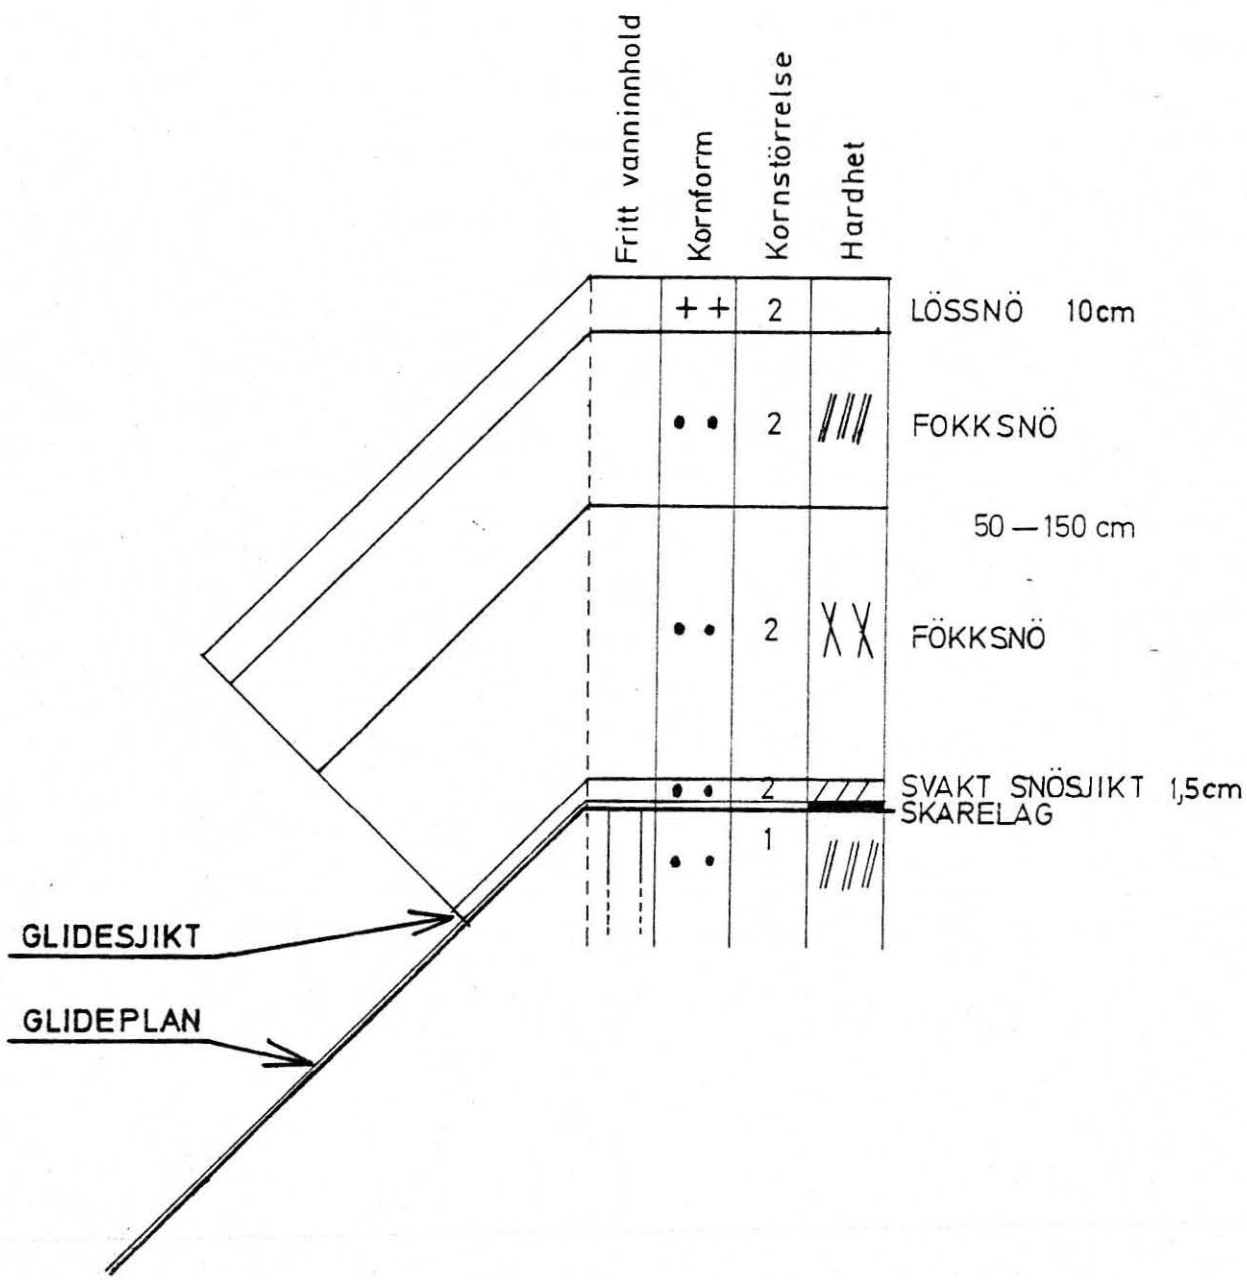 Fritt vanninnhold
Kornform
Kornstörrelse
Hardhet
++ 2 LÖSSNÖ 10cm
2 FOKKSNÖ
50 — 150 cm
2 FÖKKSNÖ
2 SVAKT SNÖSJIKT 1,5cm
SKARELAG
1
GLIDESJIKT
GLIDEPLAN